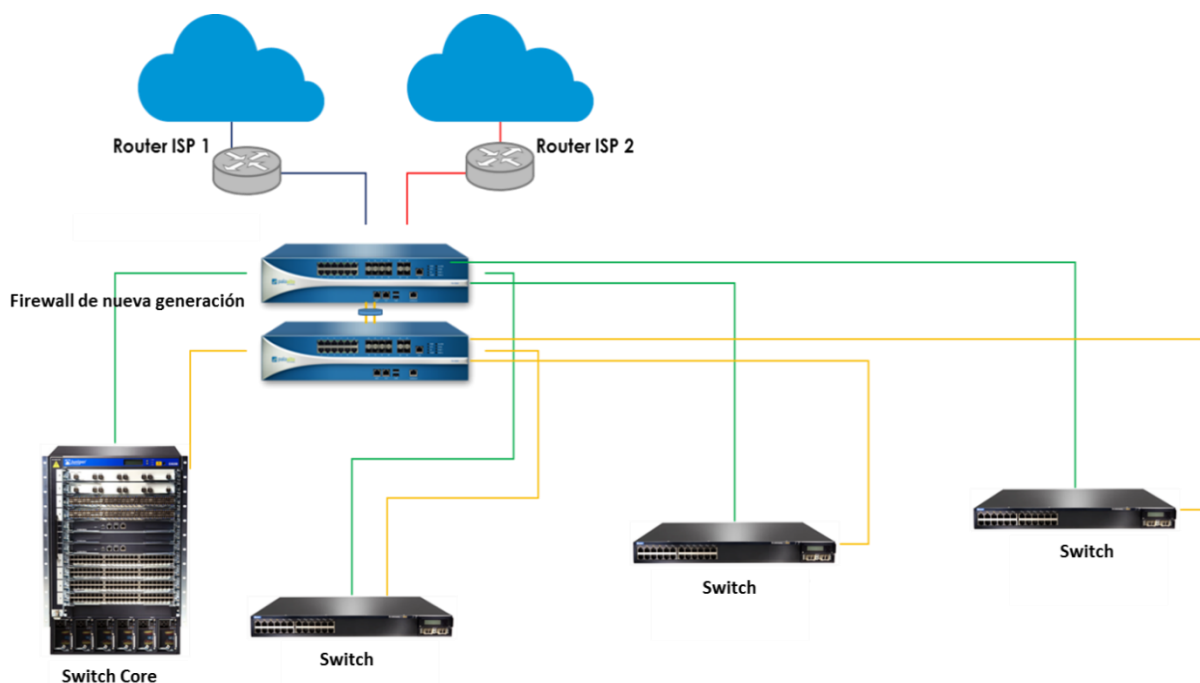 Router ISP 1
Router ISP 2
Firewall de nueva generación
Switch
Switch
Switch
Switch Core